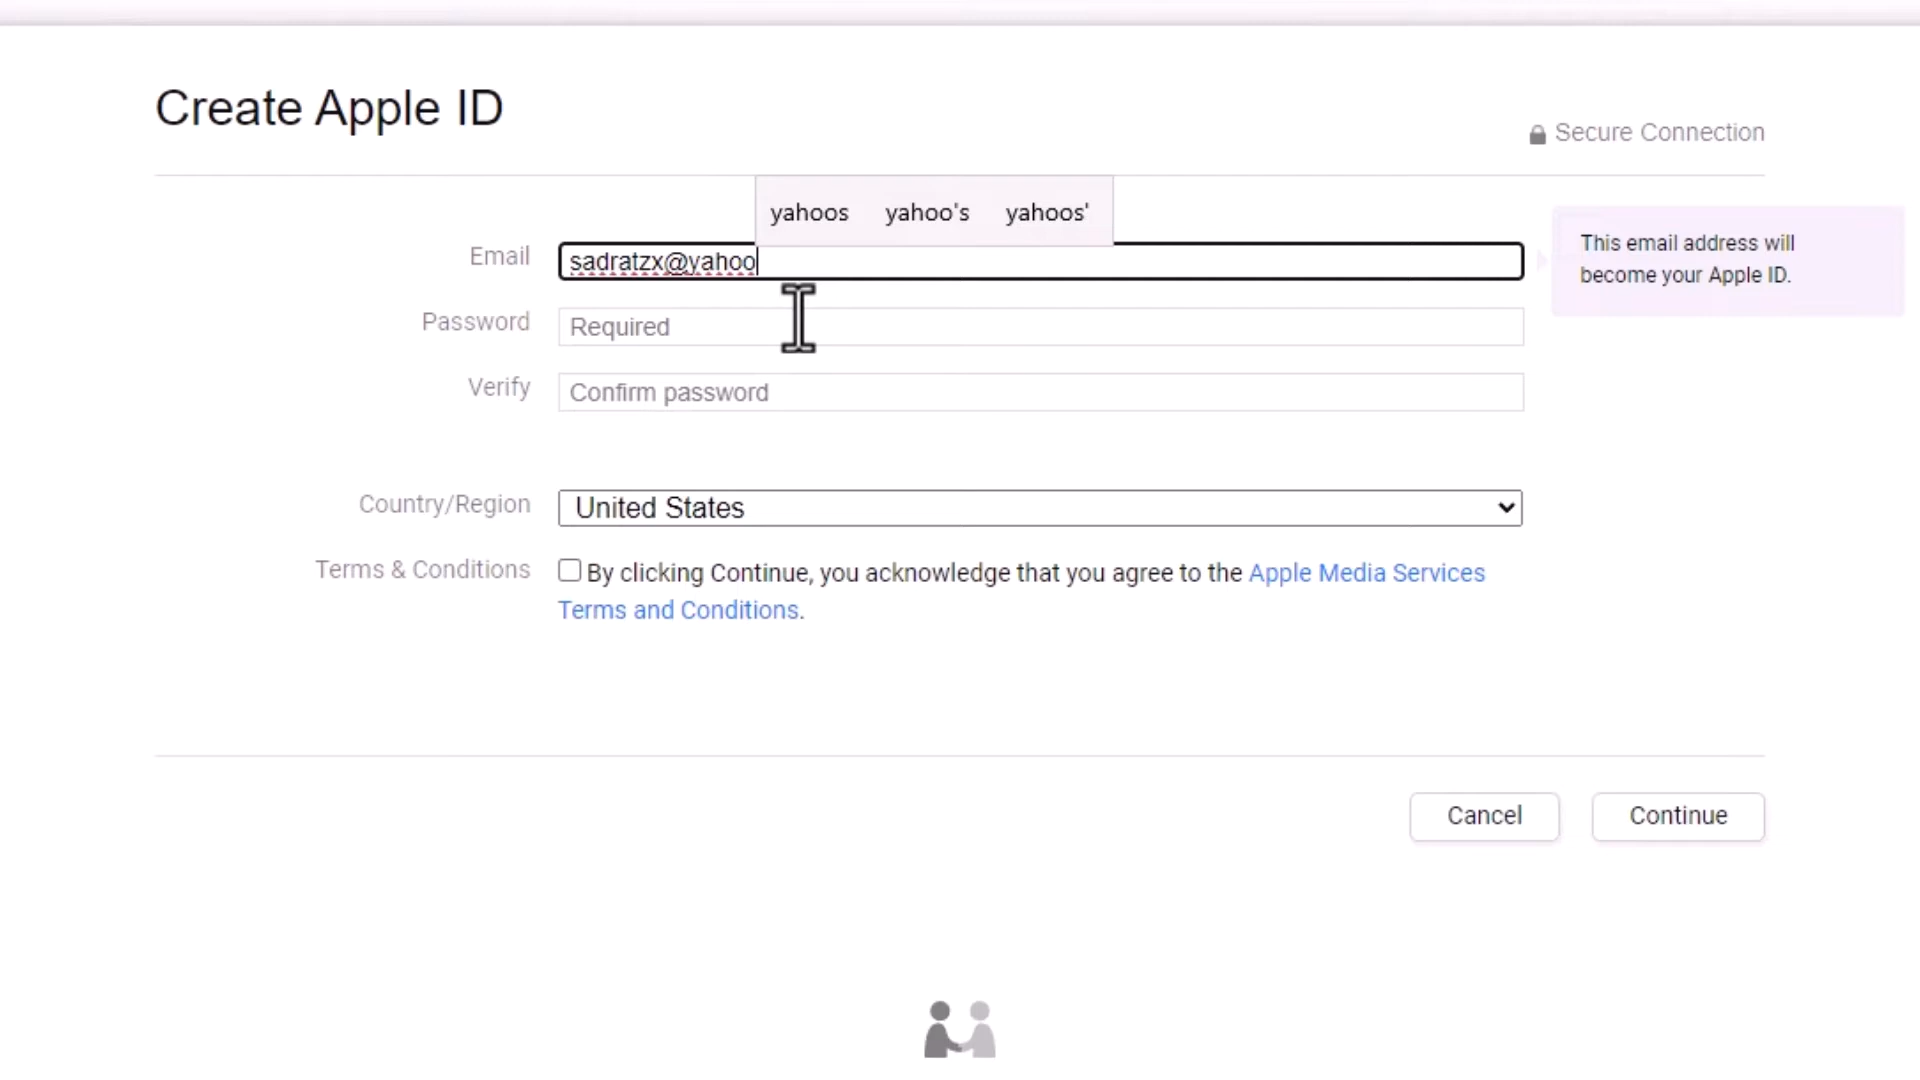 Create Apple ID
Secure Connection
yahoos yahoo's yahoos'
Email sadratzx@yahoo
This email address will
become your Apple ID.
Password Required
Verify Confirm password
Country/Region United States
Terms & Conditions By clicking Continue, you acknowledge that you agree to the Apple Media Services
Terms and Conditions.
Cancel Continue